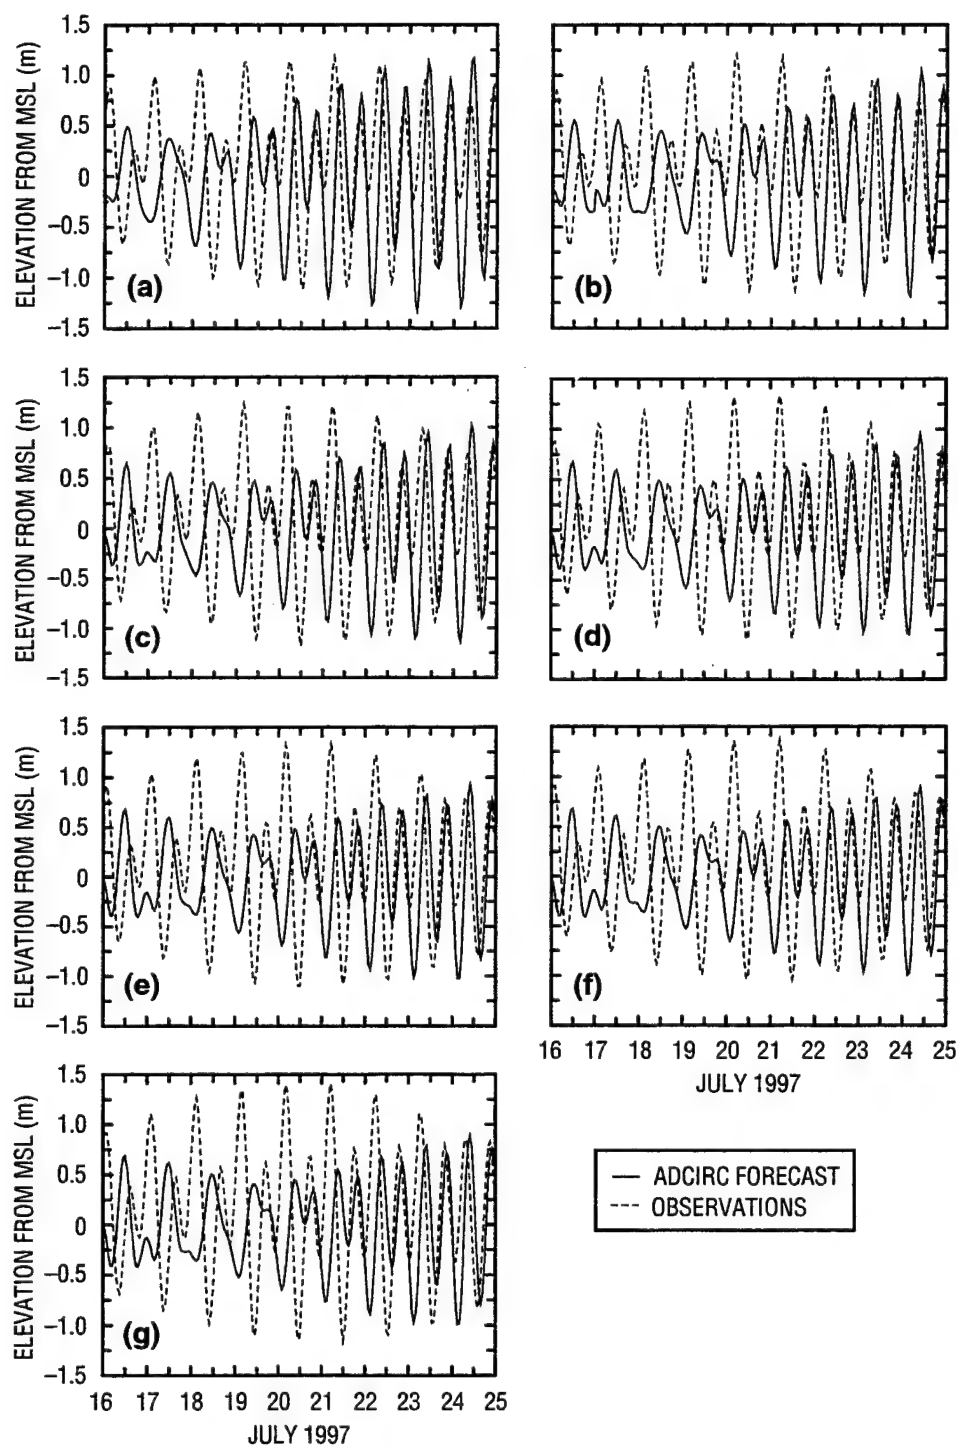 1.5
1.0
0.5
0
−0.5
−1.0
−1.5
ELEVATION FROM MSL (m)
(a)
(b)
1.5
1.0
0.5
0
−0.5
−1.0
−1.5
ELEVATION FROM MSL (m)
(c)
(d)
1.5
1.0
0.5
0
−0.5
−1.0
−1.5
ELEVATION FROM MSL (m)
(e)
(f)
16 17 18 19 20 21 22 23 24 25
JULY 1997
1.5
1.0
0.5
0
−0.5
−1.0
−1.5
ELEVATION FROM MSL (m)
(g)
16 17 18 19 20 21 22 23 24 25
JULY 1997
ADCIRC FORECAST
OBSERVATIONS